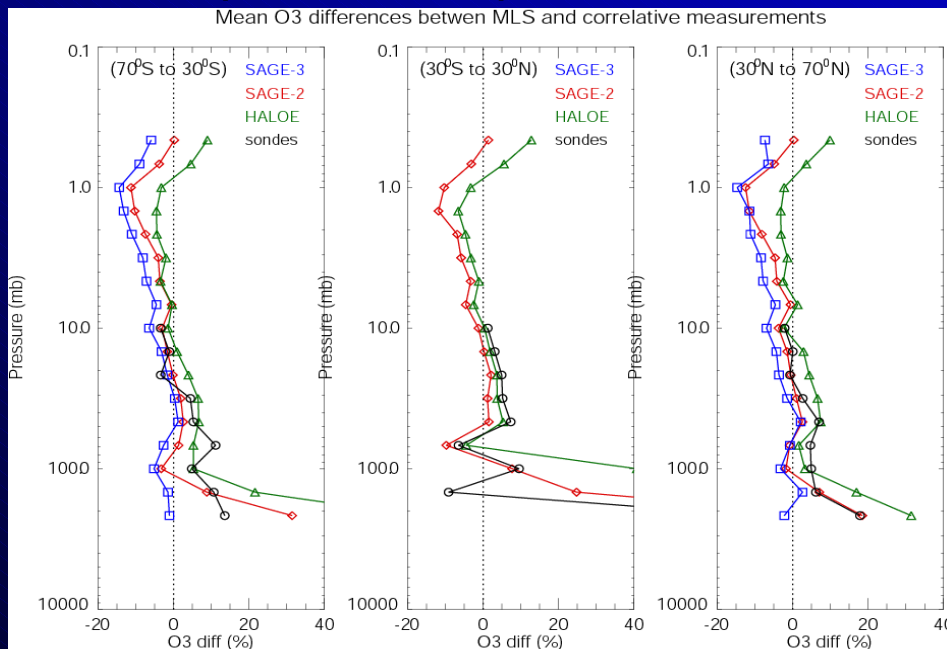 Mean O3 differences betwen MLS and correlative measurements
0.1
(70⁰S to 30⁰S)
SAGE-3
SAGE-2
HALOE
sondes
1.0
10.0
1000
10000
Pressure (mb)
-20
0
20
40
O3 diff (%)
0.1
(30⁰S to 30⁰N)
SAGE-3
SAGE-2
HALOE
sondes
1.0
10.0
1000
10000
Pressure (mb)
-20
0
20
40
O3 diff (%)
0.1
(30⁰N to 70⁰N)
SAGE-3
SAGE-2
HALOE
sondes
1.0
10.0
1000
10000
Pressure (mb)
-20
0
20
40
O3 diff (%)